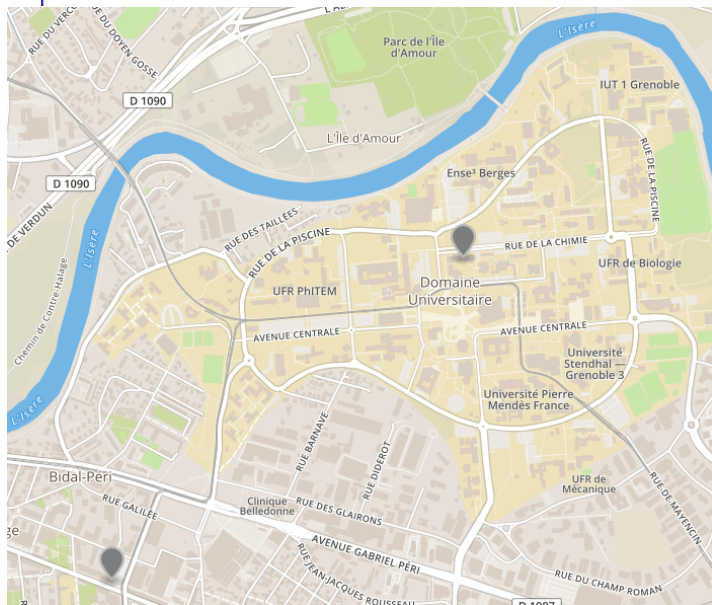 RUE DU VERCO
RUE DU DOYEN GOSSE
L'A
Parc de l'Île
d'Amour
L'Isère
D 1090
IUT 1 Grenoble
L'Île d'Amour
RUE DE LA PISCINE
Ense³ Berges
D 1090
DE VERDUN
RUE DES TAILLÉES
RUE DE LA PISCINE
L'Isère
RUE DE LA CHIMIE
UFR de Biologie
Chemin de Contre-Halage
UFR PhITEM
Domaine
Universitaire
AVENUE CENTRALE
AVENUE CENTRALE
Université
Stendhal —
Grenoble 3
L'Isère
Université Pierre
Mendès France
RUE BARNAVE
RUE DIDEROT
Bidal-Péri
UFR de
Mécanique
RUE DE MAYENCIN
RUE GALILÉE
Clinique
Belledonne
RUE DES GLAIRONS
ge
AVENUE GABRIEL PÉRI
RUE JEAN-JACQUES ROUSSEAU
RUE DU CHAMP-ROMAN
D 1087